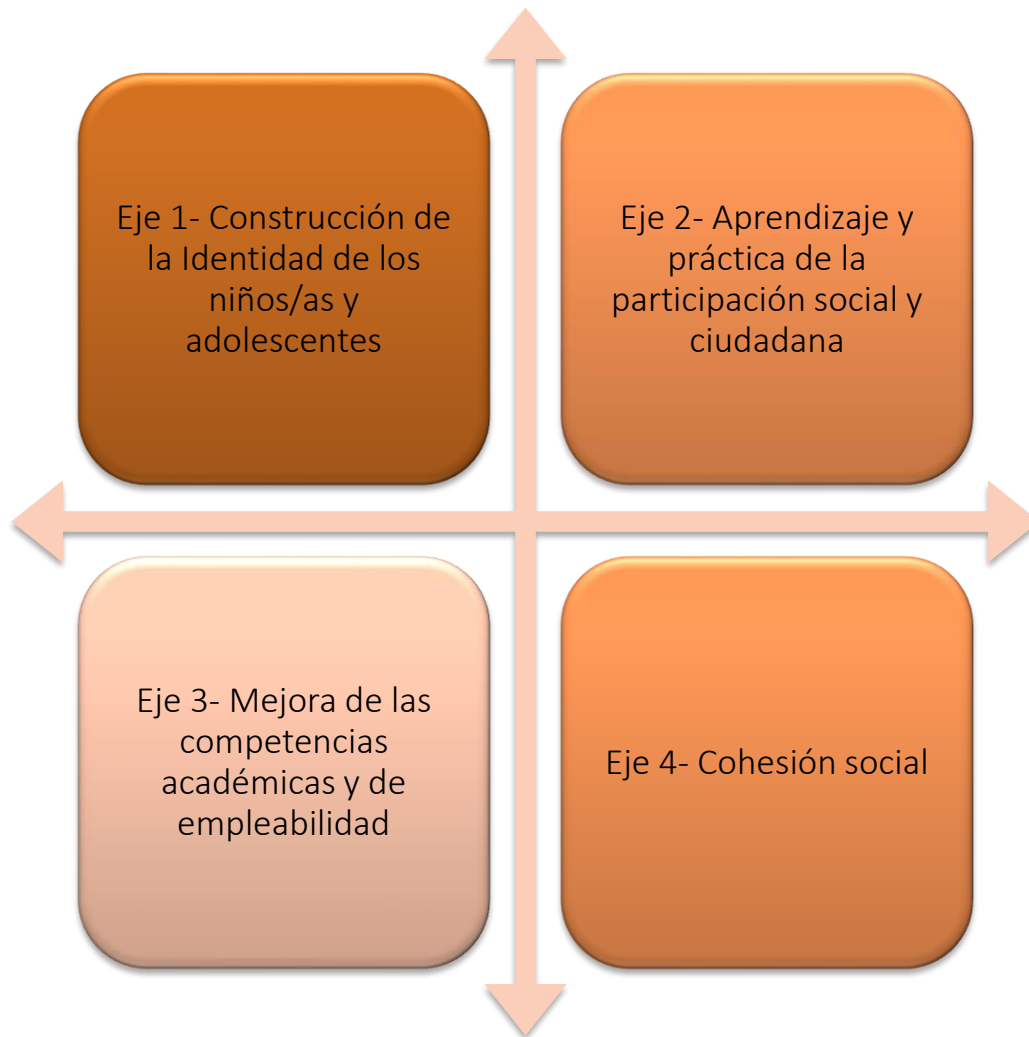 Eje 1- Construcción de
la Identidad de los
niños/as y
adolescentes
Eje 2- Aprendizaje y
práctica de la
participación social y
ciudadana
Eje 3- Mejora de las
competencias
académicas y de
empleabilidad
Eje 4- Cohesión social